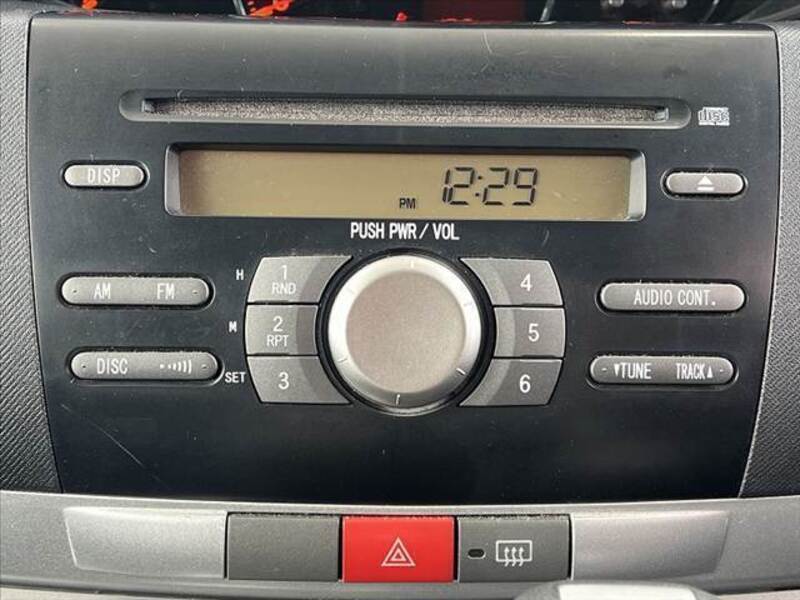 DISC
DISP
PM 12:29
PUSH PWR / VOL
AM FM
H 1 RND
4
AUDIO CONT.
M 2 RPT
5
DISC
SET 3
6
▼TUNE TRACK▲